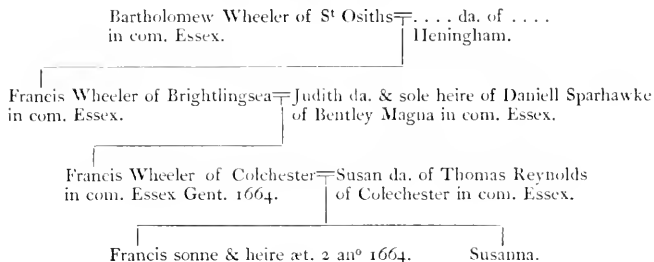 Bartholomew Wheeler of Sᵗ Osiths=. . . . da. of . . . .
in com. Essex. Heningham.
Francis Wheeler of Brightlingsea=Judith da. & sole heire of Daniell Sparhawke
in com. Essex. of Bentley Magna in com. Essex.
Francis Wheeler of Colchester=Susan da. of Thomas Reynolds
in com. Essex Gent. 1664. of Colechester in com. Essex.
Francis sonne & heire æt. 2 anº 1664. Susanna.